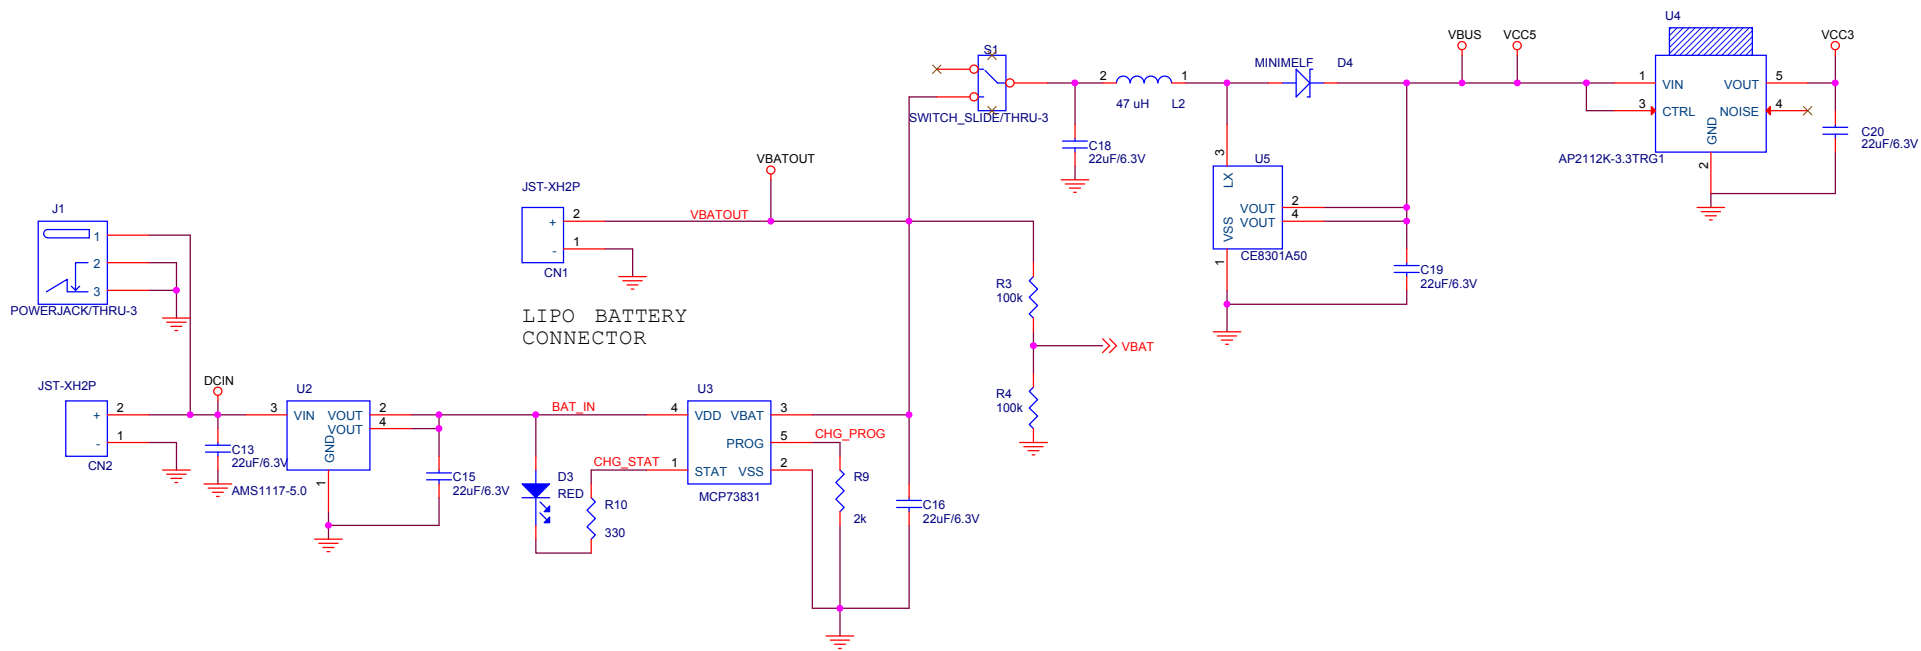 U4
VBUS
VCC5
VCC3
S1
MINIMELF
D4
2
1
1
VIN
VOUT
5
47 uH
L2
3
CTRL
NOISE
4
SWITCH_SLIDE/THRU-3
GND
C20
22uF/6.3V
C18
22uF/6.3V
3
U5
AP2112K-3.3TRG1
2
VBATOUT
LX
JST-XH2P
VOUT
2
VOUT
4
VSS
J1
+
2
VBATOUT
1
-
1
1
CE8301A50
2
CN1
C19
22uF/6.3V
3
R3
100k
POWERJACK/THRU-3
LIPO BATTERY
CONNECTOR
VBAT
JST-XH2P
DCIN
U2
U3
R4
100k
+
2
3
VIN
VOUT
2
BAT_IN
4
VDD
VBAT
3
VOUT
4
-
1
GND
PROG
5
CHG_PROG
C13
22uF/6.3V
CN2
CHG_STAT
1
STAT
VSS
2
1
AMS1117-5.0
C15
22uF/6.3V
D3
RED
R9
MCP73831
R10
C16
22uF/6.3V
2k
330